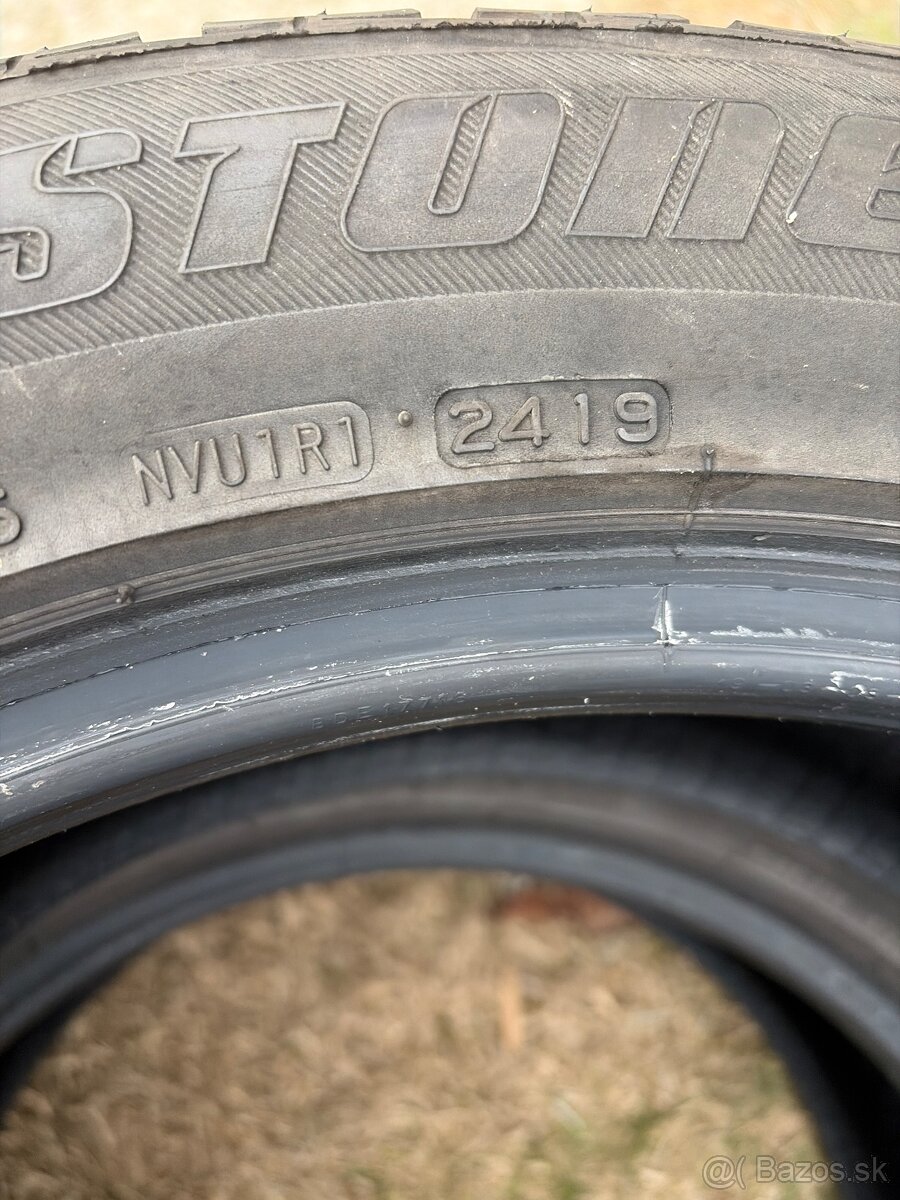 STONE
NVU1R1 2419
@( Bazos.sk